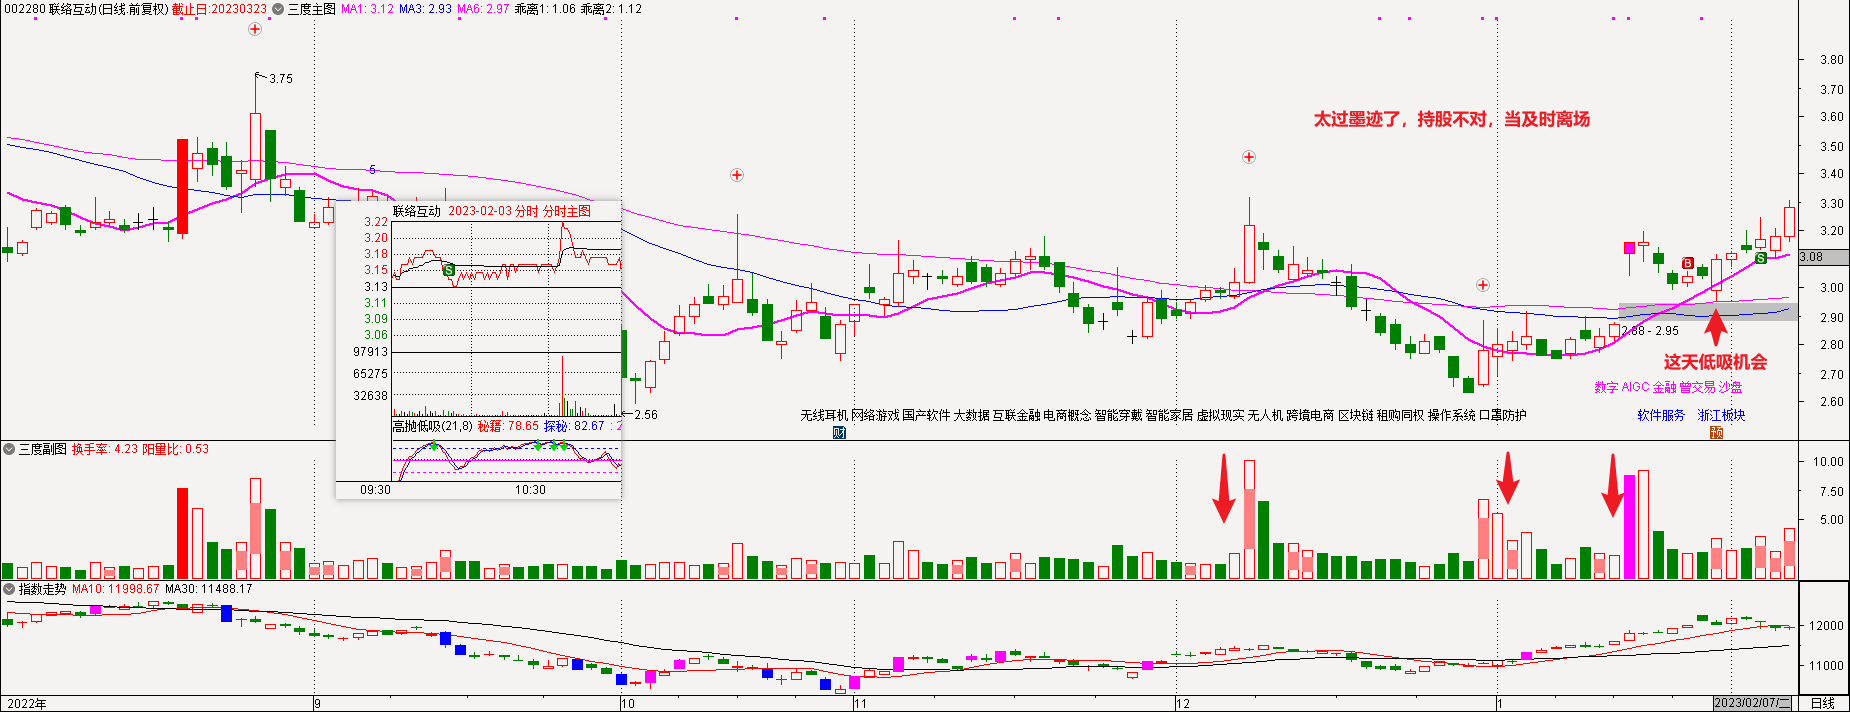 002280 联络互动(日线.前复权) 截止日:20230323 三度主图 MA1: 3.12 MA3: 2.93 MA6: 2.97 乖离1: 1.06 乖离2: 1.12
3.75
太过墨迹了，持股不对，当及时离场
5
3.80
3.70
3.60
3.50
3.40
3.30
3.20
3.08
3.00
2.90
2.80
2.70
2.60
联络互动 2023-02-03 分时 分时主图
3.22
3.20
3.18
3.15
3.13
3.11
3.09
3.06
97913
65275
32638
S
高抛低吸(21,8) 秘籍: 78.65 探秘: 82.67 : 2
09:30 10:30
2.56
B
S
2.88 - 2.95
这天低吸机会
数字 AIGC 金融 曾交易 沙盘
无线耳机 网络游戏 国产软件 大数据 互联金融 电商概念 智能穿戴 智能家居 虚拟现实 无人机 跨境电商 区块链 租购同权 操作系统 口罩防护
软件服务 浙江板块
财
预
三度副图 换手率: 4.23 阳量比: 0.53
10.00
7.50
5.00
指数走势 MA10: 11998.67 MA30: 11488.17
12000
11000
2022年 9 10 11 12 1 2023/02/07/二 日线